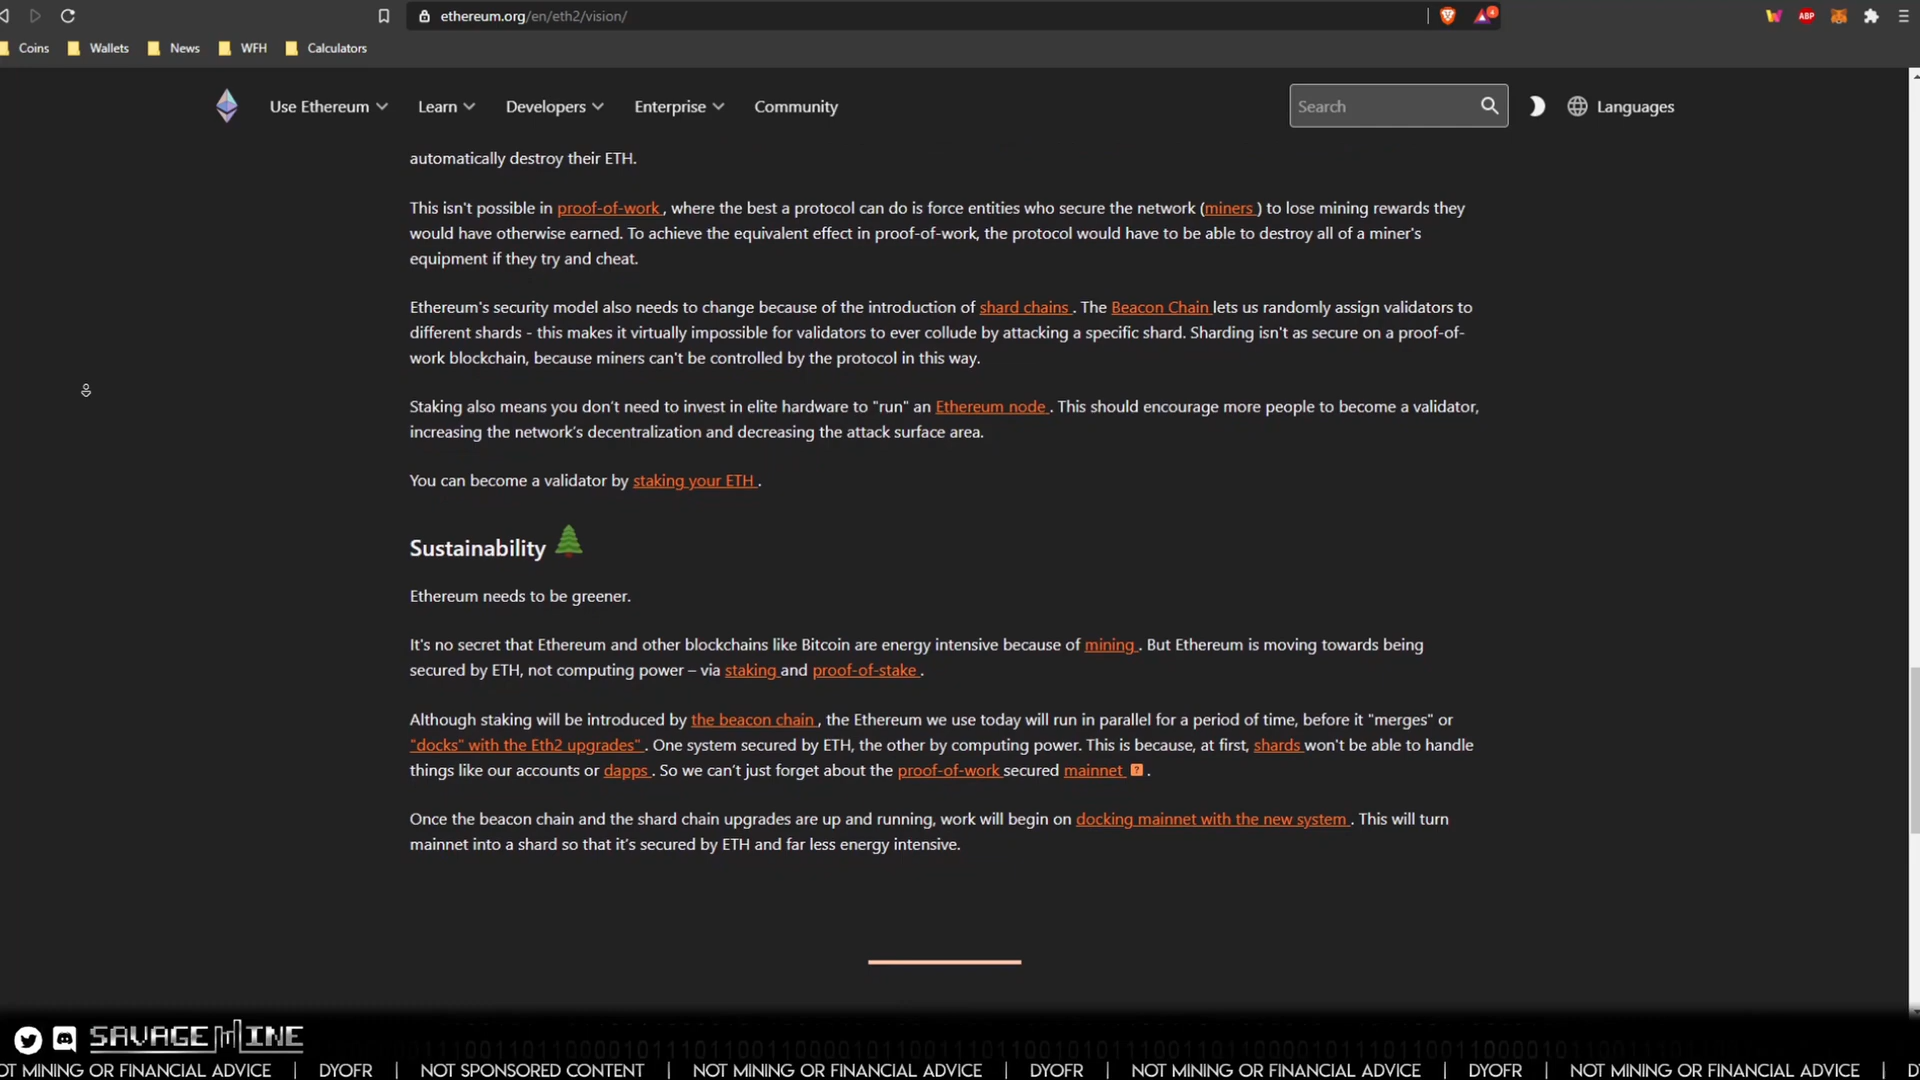 ethereum.org/en/eth2/vision/
4
ABP
Coins Wallets News WFH Calculators
Use Ethereum Learn Developers Enterprise Community Search Languages
automatically destroy their ETH.
This isn't possible in proof-of-work , where the best a protocol can do is force entities who secure the network (miners ) to lose mining rewards they
would have otherwise earned. To achieve the equivalent effect in proof-of-work, the protocol would have to be able to destroy all of a miner's
equipment if they try and cheat.
Ethereum's security model also needs to change because of the introduction of shard chains . The Beacon Chain lets us randomly assign validators to
different shards - this makes it virtually impossible for validators to ever collude by attacking a specific shard. Sharding isn't as secure on a proof-of-
work blockchain, because miners can't be controlled by the protocol in this way.
Staking also means you don't need to invest in elite hardware to "run" an Ethereum node . This should encourage more people to become a validator,
increasing the network's decentralization and decreasing the attack surface area.
You can become a validator by staking your ETH .
Sustainability
Ethereum needs to be greener.
It's no secret that Ethereum and other blockchains like Bitcoin are energy intensive because of mining . But Ethereum is moving towards being
secured by ETH, not computing power – via staking and proof-of-stake .
Although staking will be introduced by the beacon chain , the Ethereum we use today will run in parallel for a period of time, before it "merges" or
"docks" with the Eth2 upgrades" . One system secured by ETH, the other by computing power. This is because, at first, shards won't be able to handle
things like our accounts or dapps . So we can't just forget about the proof-of-work secured mainnet ? .
Once the beacon chain and the shard chain upgrades are up and running, work will begin on docking mainnet with the new system . This will turn
mainnet into a shard so that it's secured by ETH and far less energy intensive.
SAVAGE MINE
OT MINING OR FINANCIAL ADVICE | DYOFR | NOT SPONSORED CONTENT | NOT MINING OR FINANCIAL ADVICE | DYOFR | NOT MINING OR FINANCIAL ADVICE | DYOFR | NOT MINING OR FINANCIAL ADVICE | D